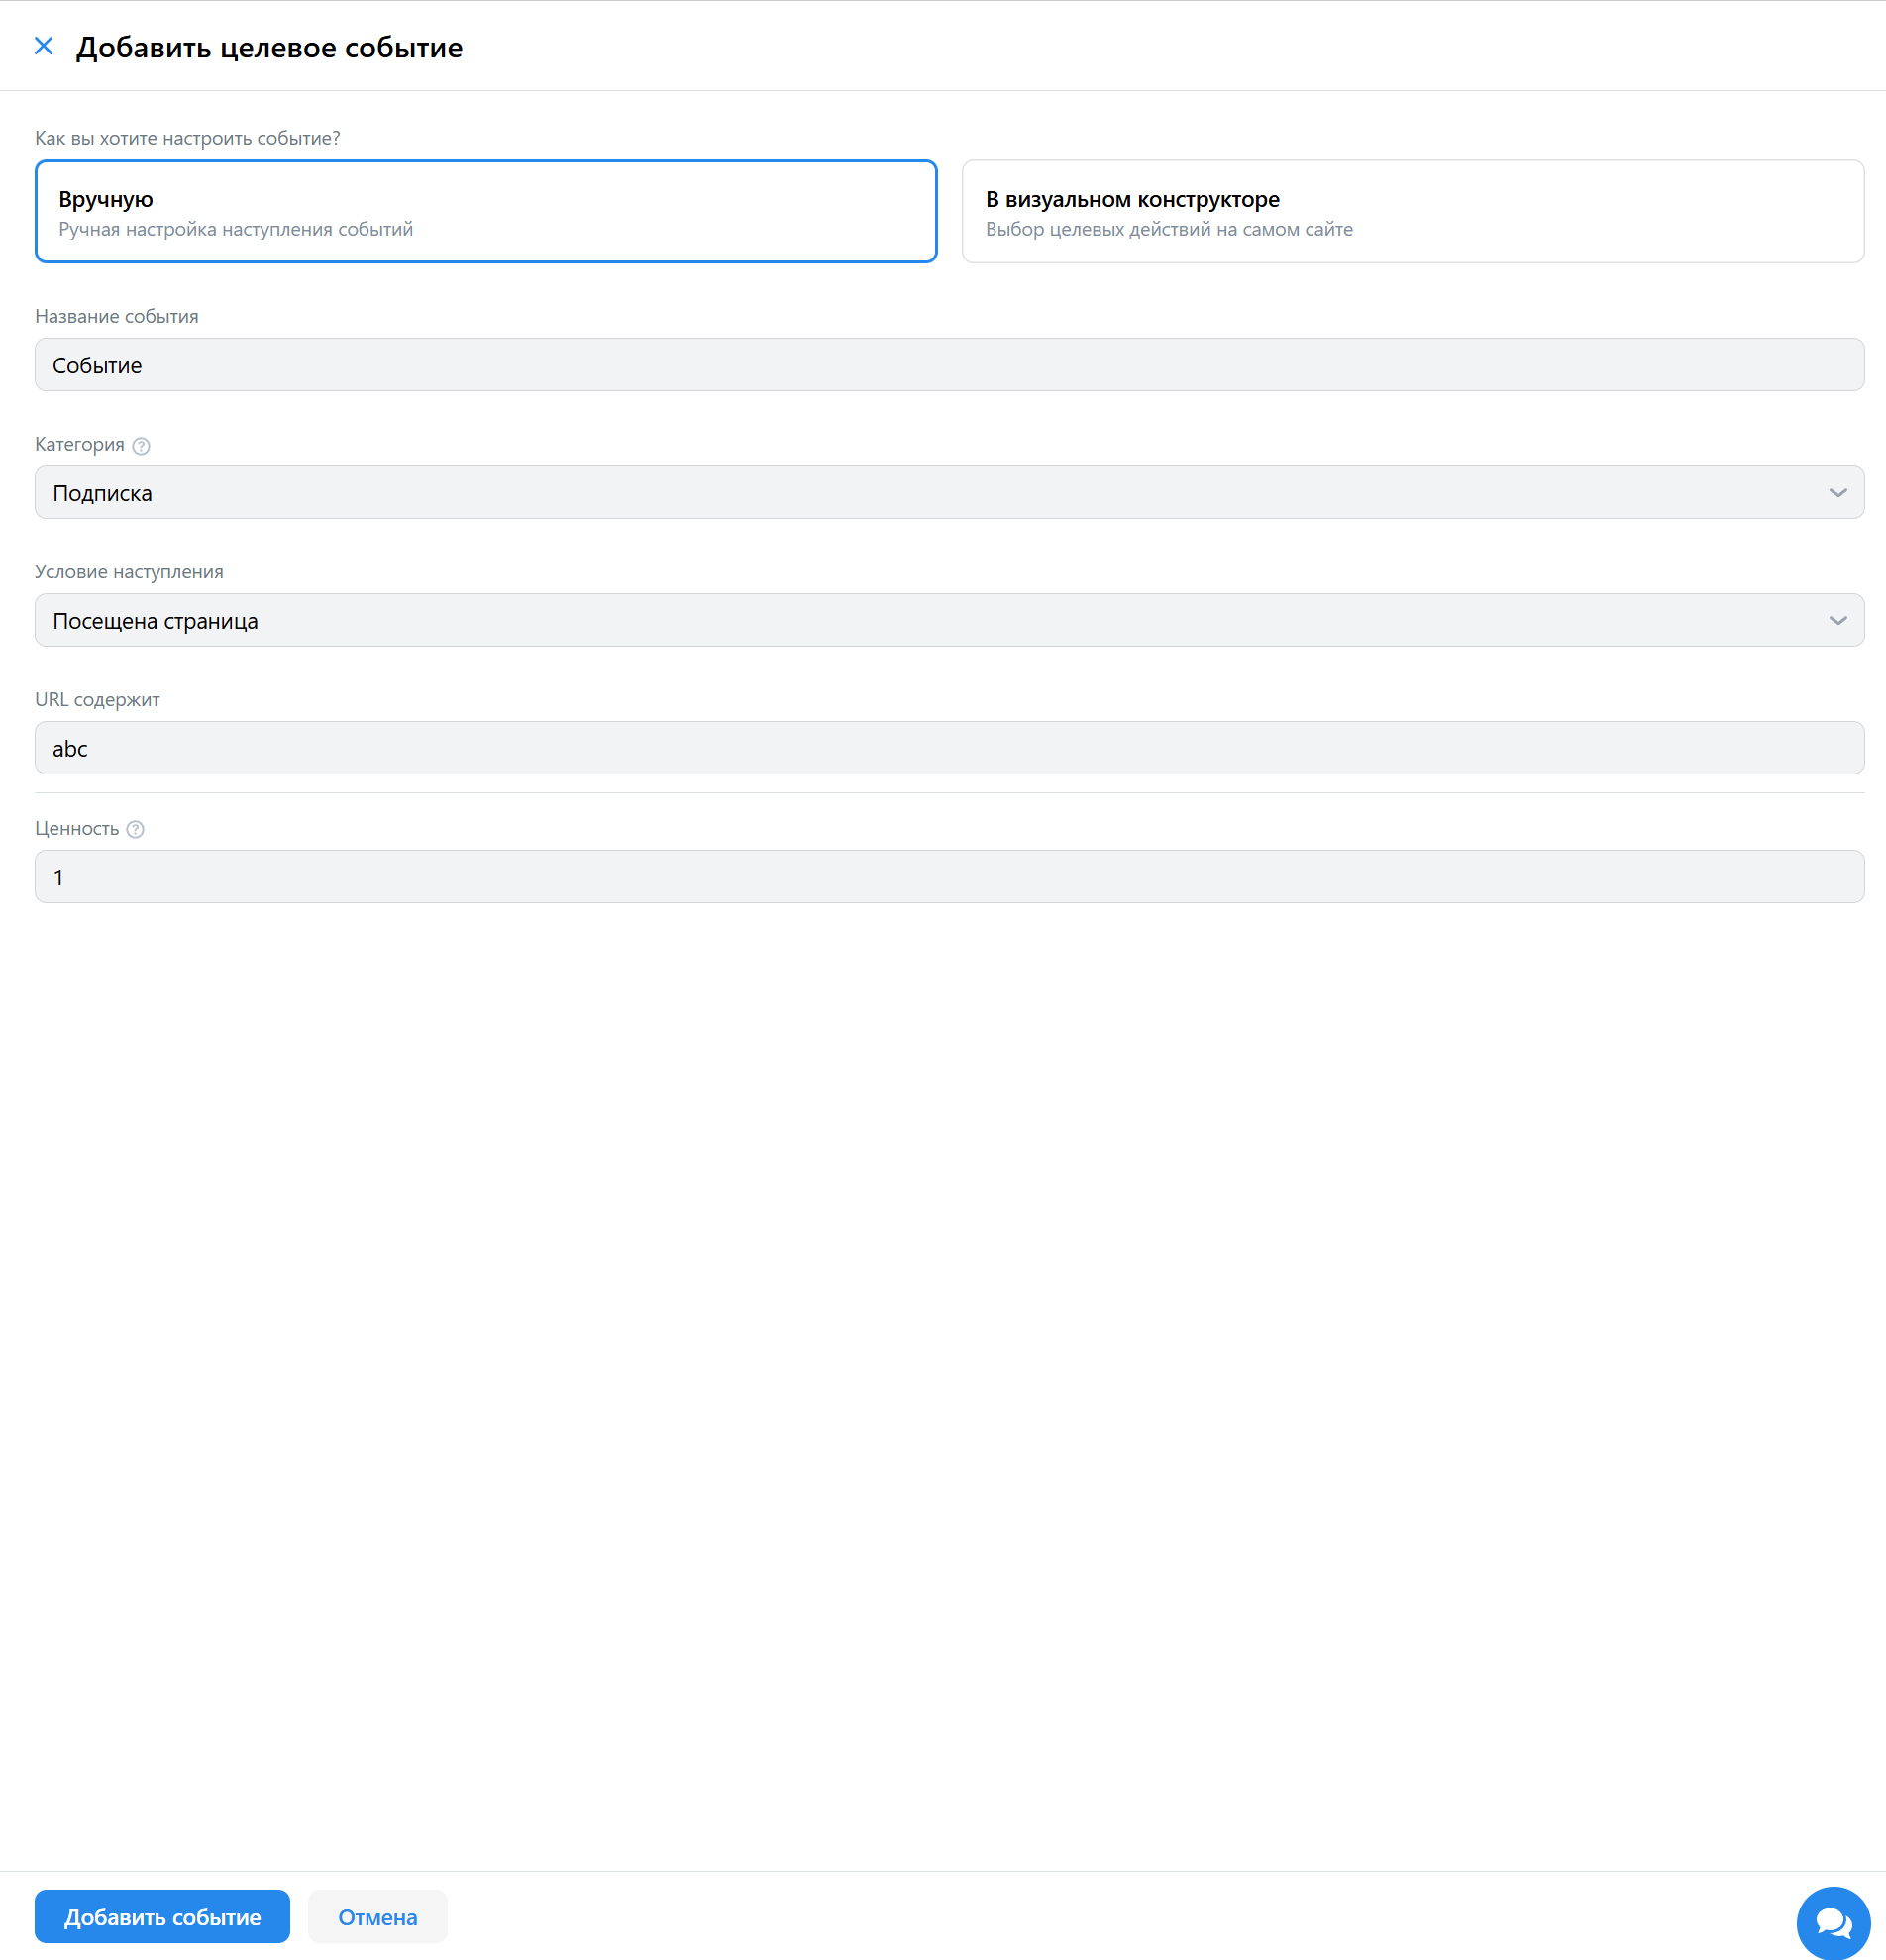 Добавить целевое событие
Как вы хотите настроить событие?
Вручную
Ручная настройка наступления событий
В визуальном конструкторе
Выбор целевых действий на самом сайте
Название события
Событие
Категория
Подписка
Условие наступления
Посещена страница
URL содержит
abc
Ценность
1
Добавить событие
Отмена